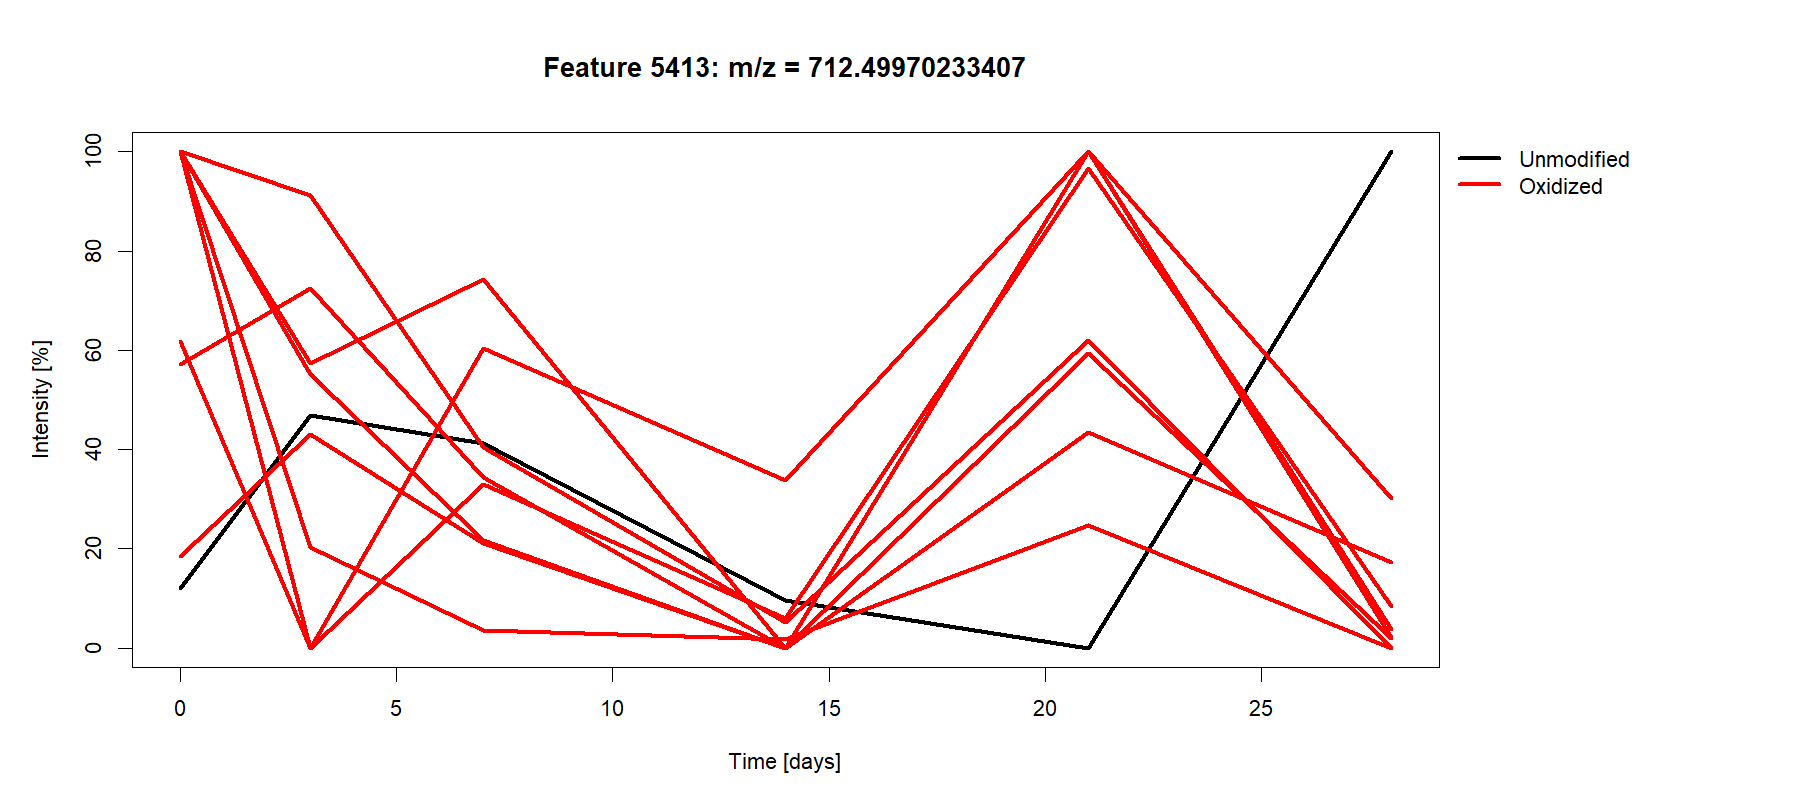 Feature 5413: m/z = 712.49970233407
Unmodified
Oxidized
Intensity [%]
100
80
60
40
20
0
0 5 10 15 20 25
Time [days]